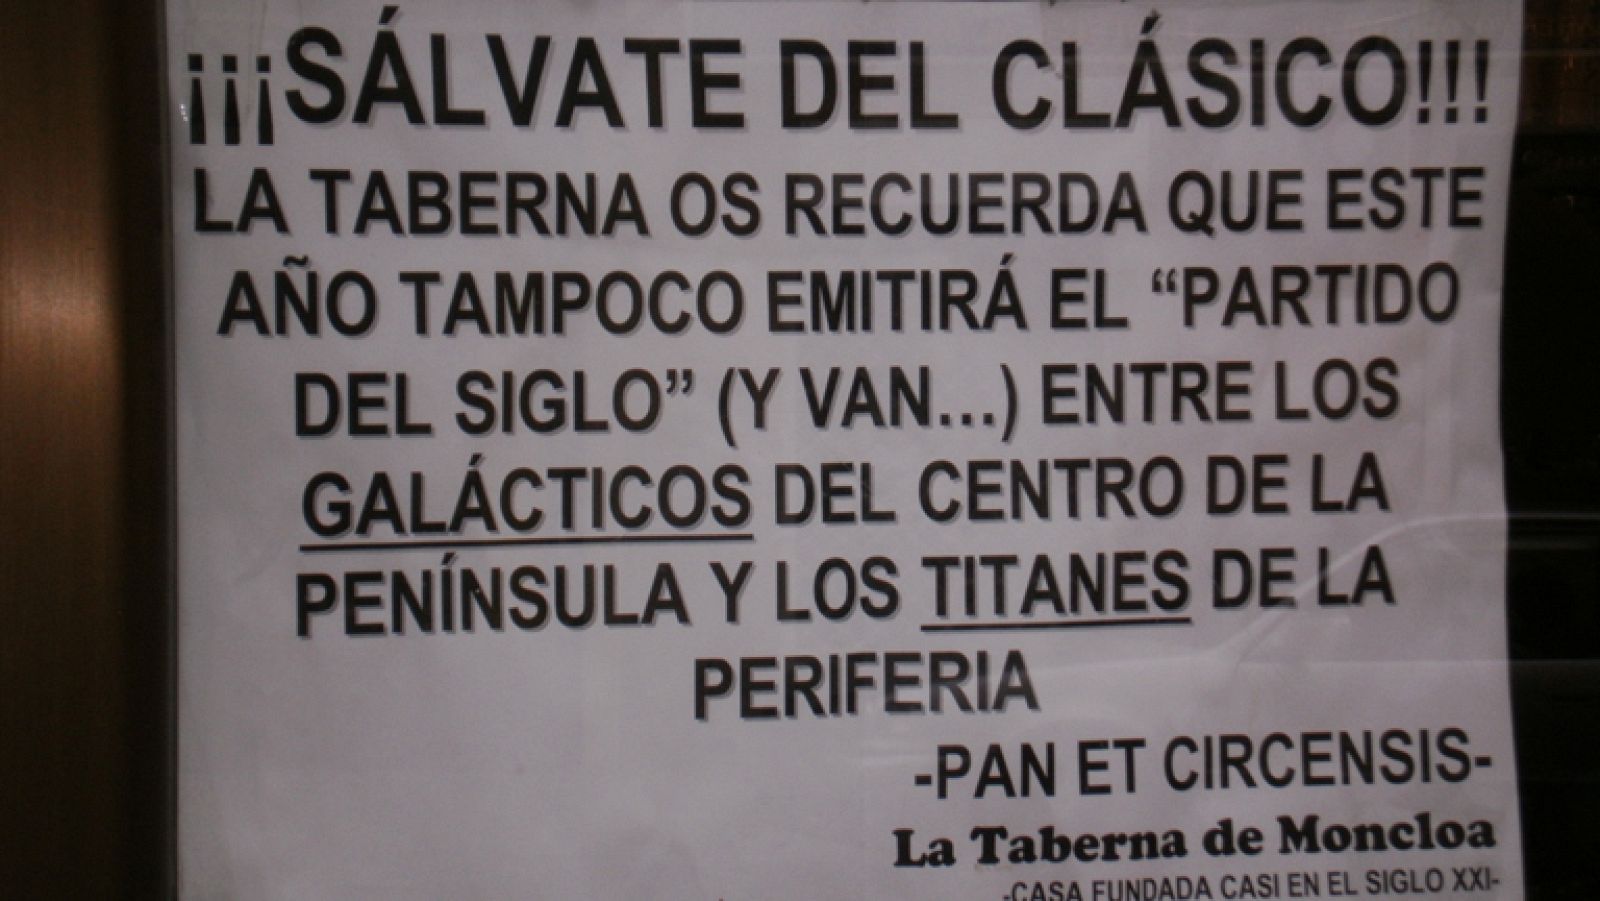 ¡¡¡SÁLVATE DEL CLÁSICO!!!
LA TABERNA OS RECUERDA QUE ESTE
AÑO TAMPOCO EMITIRÁ EL “PARTIDO
DEL SIGLO” (Y VAN...) ENTRE LOS
GALÁCTICOS DEL CENTRO DE LA
PENÍNSULA Y LOS TITANES DE LA
PERIFERIA
-PAN ET CIRCENSIS-
La Taberna de Moncloa
-CASA FUNDADA CASI EN EL SIGLO XXI-